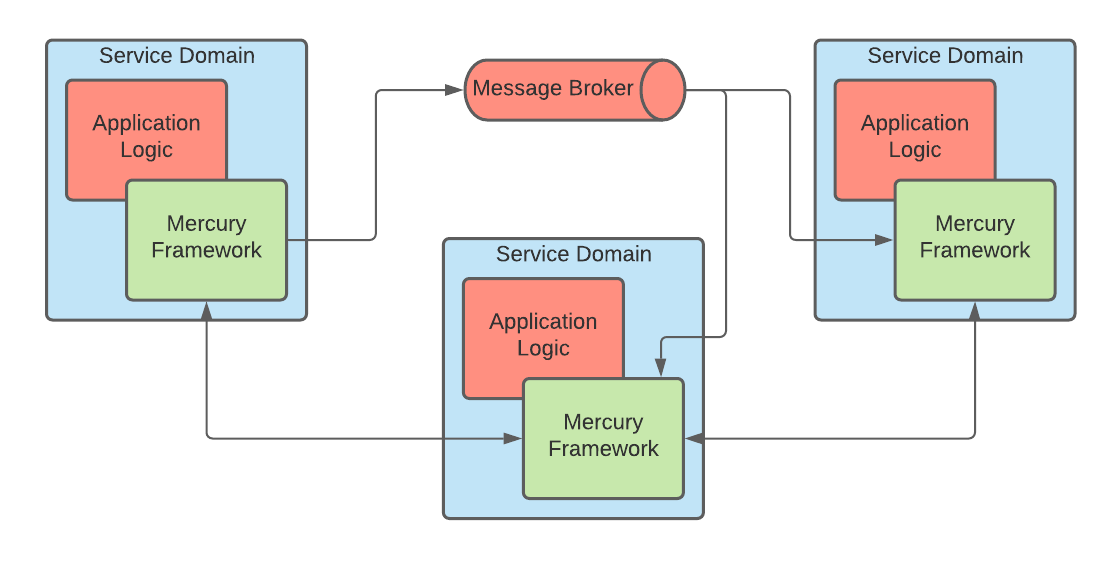 Service Domain
Application
Logic
Mercury
Framework
Message Broker
Service Domain
Application
Logic
Mercury
Framework
Service Domain
Application
Logic
Mercury
Framework